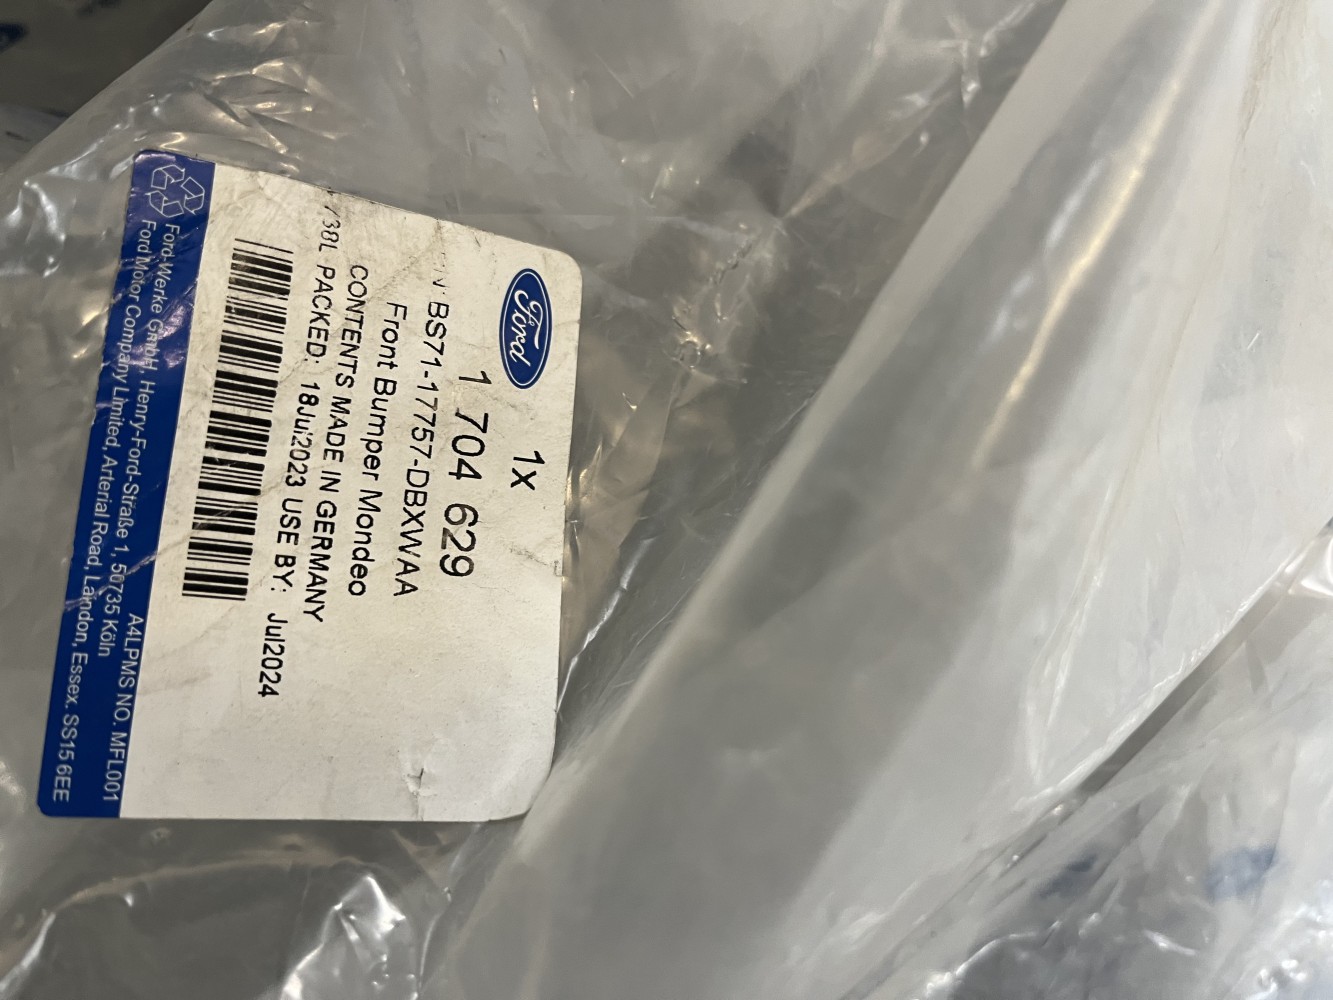 Ford
1x
1 704 629
BS71-17757-DBXWAA
Front Bumper Mondeo
CONTENTS MADE IN GERMANY
738L PACKED: 18Jul2023 USE BY: Jul2024
A4LPMS NO. MFL001
Ford-Werke GmbH, Henry-Ford-Straße 1, 50735 Köln
Ford Motor Company Limited, Arterial Road, Laindon, Essex. SS15 6EE